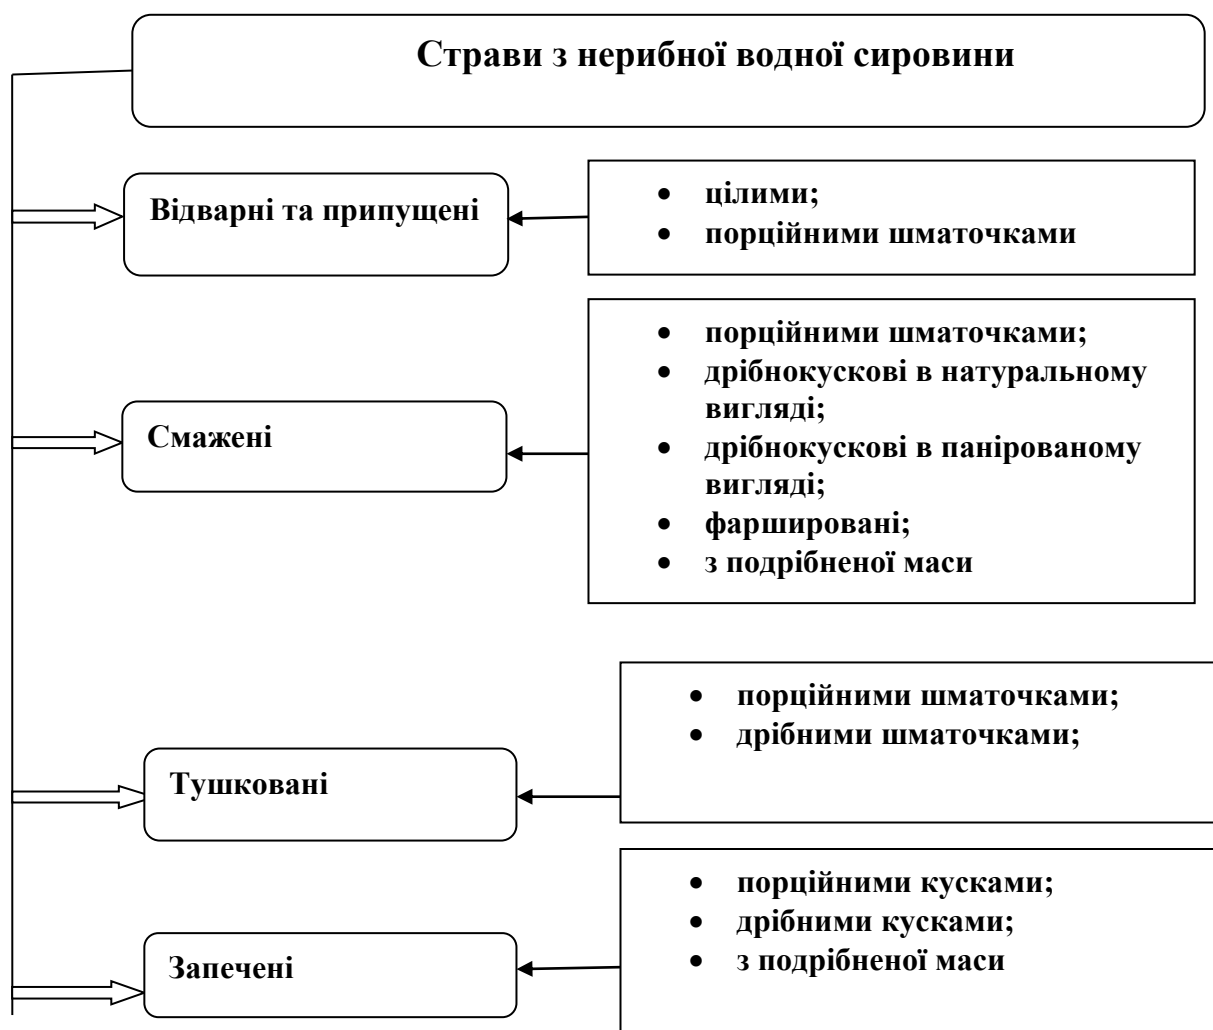 Страви з нерибної водної сировини
Відварні та припущені
• цілими;
• порційними шматочками
Смажені
• порційними шматочками;
• дрібнокускові в натуральному
вигляді;
• дрібнокускові в панірованому
вигляді;
• фаршировані;
• з подрібненої маси
Тушковані
• порційними шматочками;
• дрібними шматочками;
Запечені
• порційними кусками;
• дрібними кусками;
• з подрібненої маси